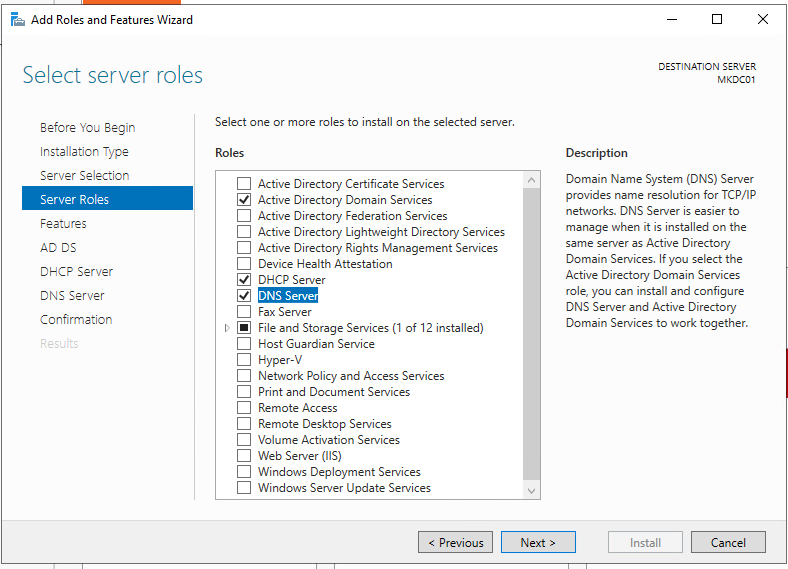 Add Roles and Features Wizard
Select server roles
DESTINATION SERVER
MKDC01
Before You Begin
Installation Type
Server Selection
Server Roles
Features
AD DS
DHCP Server
DNS Server
Confirmation
Results
Select one or more roles to install on the selected server.
Roles
Active Directory Certificate Services
Active Directory Domain Services
Active Directory Federation Services
Active Directory Lightweight Directory Services
Active Directory Rights Management Services
Device Health Attestation
DHCP Server
DNS Server
Fax Server
File and Storage Services (1 of 12 installed)
Host Guardian Service
Hyper-V
Network Policy and Access Services
Print and Document Services
Remote Access
Remote Desktop Services
Volume Activation Services
Web Server (IIS)
Windows Deployment Services
Windows Server Update Services
Description
Domain Name System (DNS) Server
provides name resolution for TCP/IP
networks. DNS Server is easier to
manage when it is installed on the
same server as Active Directory
Domain Services. If you select the
Active Directory Domain Services
role, you can install and configure
DNS Server and Active Directory
Domain Services to work together.
< Previous
Next >
Install
Cancel